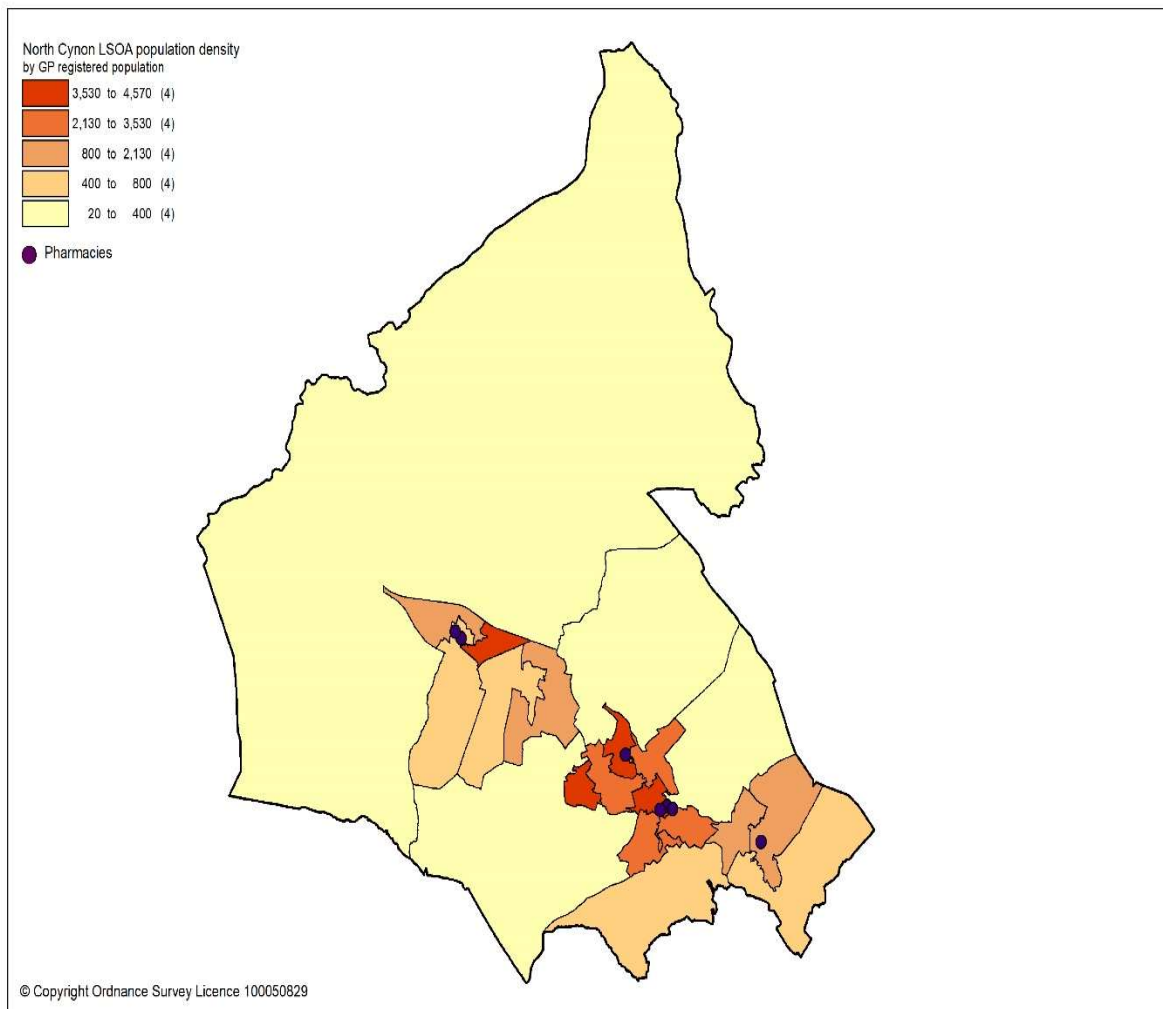 North Cynon LSOA population density
by GP registered population
3,530 to 4,570 (4)
2,130 to 3,530 (4)
800 to 2,130 (4)
400 to 800 (4)
20 to 400 (4)
Pharmacies
© Copyright Ordnance Survey Licence 100050829